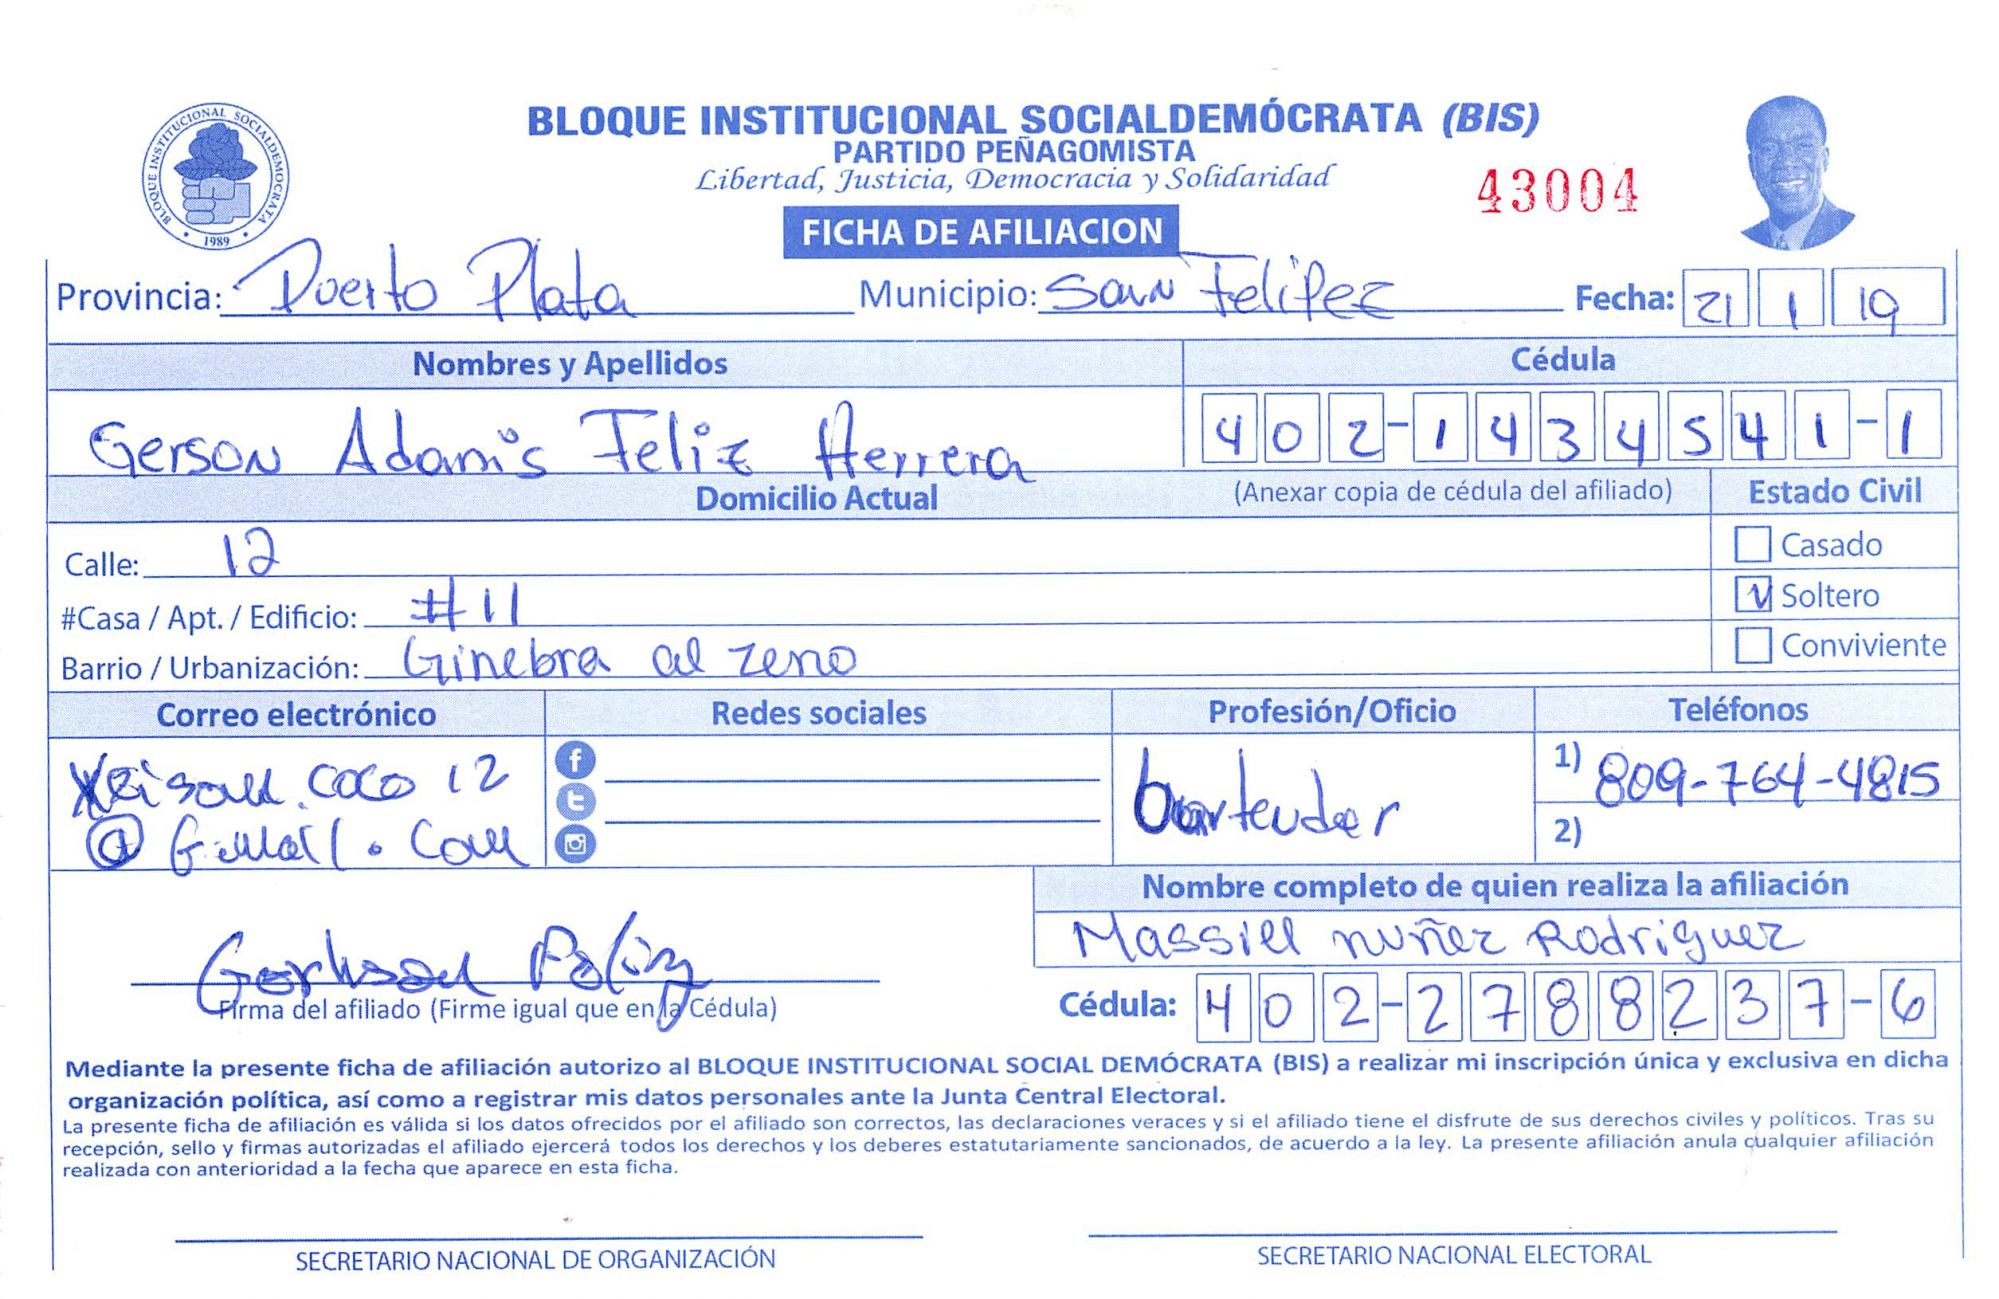 BLOQUE INSTITUCIONAL SOCIALDEMÓCRATA (BIS)
BLOQUE INSTITUCIONAL SOCIALDEMOCRATA
1989
PARTIDO PEÑAGOMISTA
Libertad, Justicia, Democracia y Solidaridad
43004
FICHA DE AFILIACION
Provincia: Puerto Plata Municipio: San Felipez Fecha: 21 1 19
Nombres y Apellidos Cédula
Gerson Adamis Feliz Herrera 402-1434541-1
Domicilio Actual (Anexar copia de cédula del afiliado) Estado Civil
Calle: 12 Casado
#Casa / Apt. / Edificio: #11 Soltero
Barrio / Urbanización: Ginebra al zeno Conviviente
Correo electrónico Redes sociales Profesión/Oficio Teléfonos
coco 12 bartender 1) 809-764-4815
@ Gmail. Com 2)
Nombre completo de quien realiza la afiliación
Massiel nuñez Rodriguez
Firma del afiliado (Firme igual que en la Cédula) Cédula: 402-2788237-6
Mediante la presente ficha de afiliación autorizo al BLOQUE INSTITUCIONAL SOCIAL DEMÓCRATA (BIS) a realizar mi inscripción única y exclusiva en dicha
organización política, así como a registrar mis datos personales ante la Junta Central Electoral.
La presente ficha de afiliación es válida si los datos ofrecidos por el afiliado son correctos, las declaraciones veraces y si el afiliado tiene el disfrute de sus derechos civiles y políticos. Tras su
recepción, sello y firmas autorizadas el afiliado ejercerá todos los derechos y los deberes estatutariamente sancionados, de acuerdo a la ley. La presente afiliación anula cualquier afiliación
realizada con anterioridad a la fecha que aparece en esta ficha.
SECRETARIO NACIONAL DE ORGANIZACIÓN SECRETARIO NACIONAL ELECTORAL